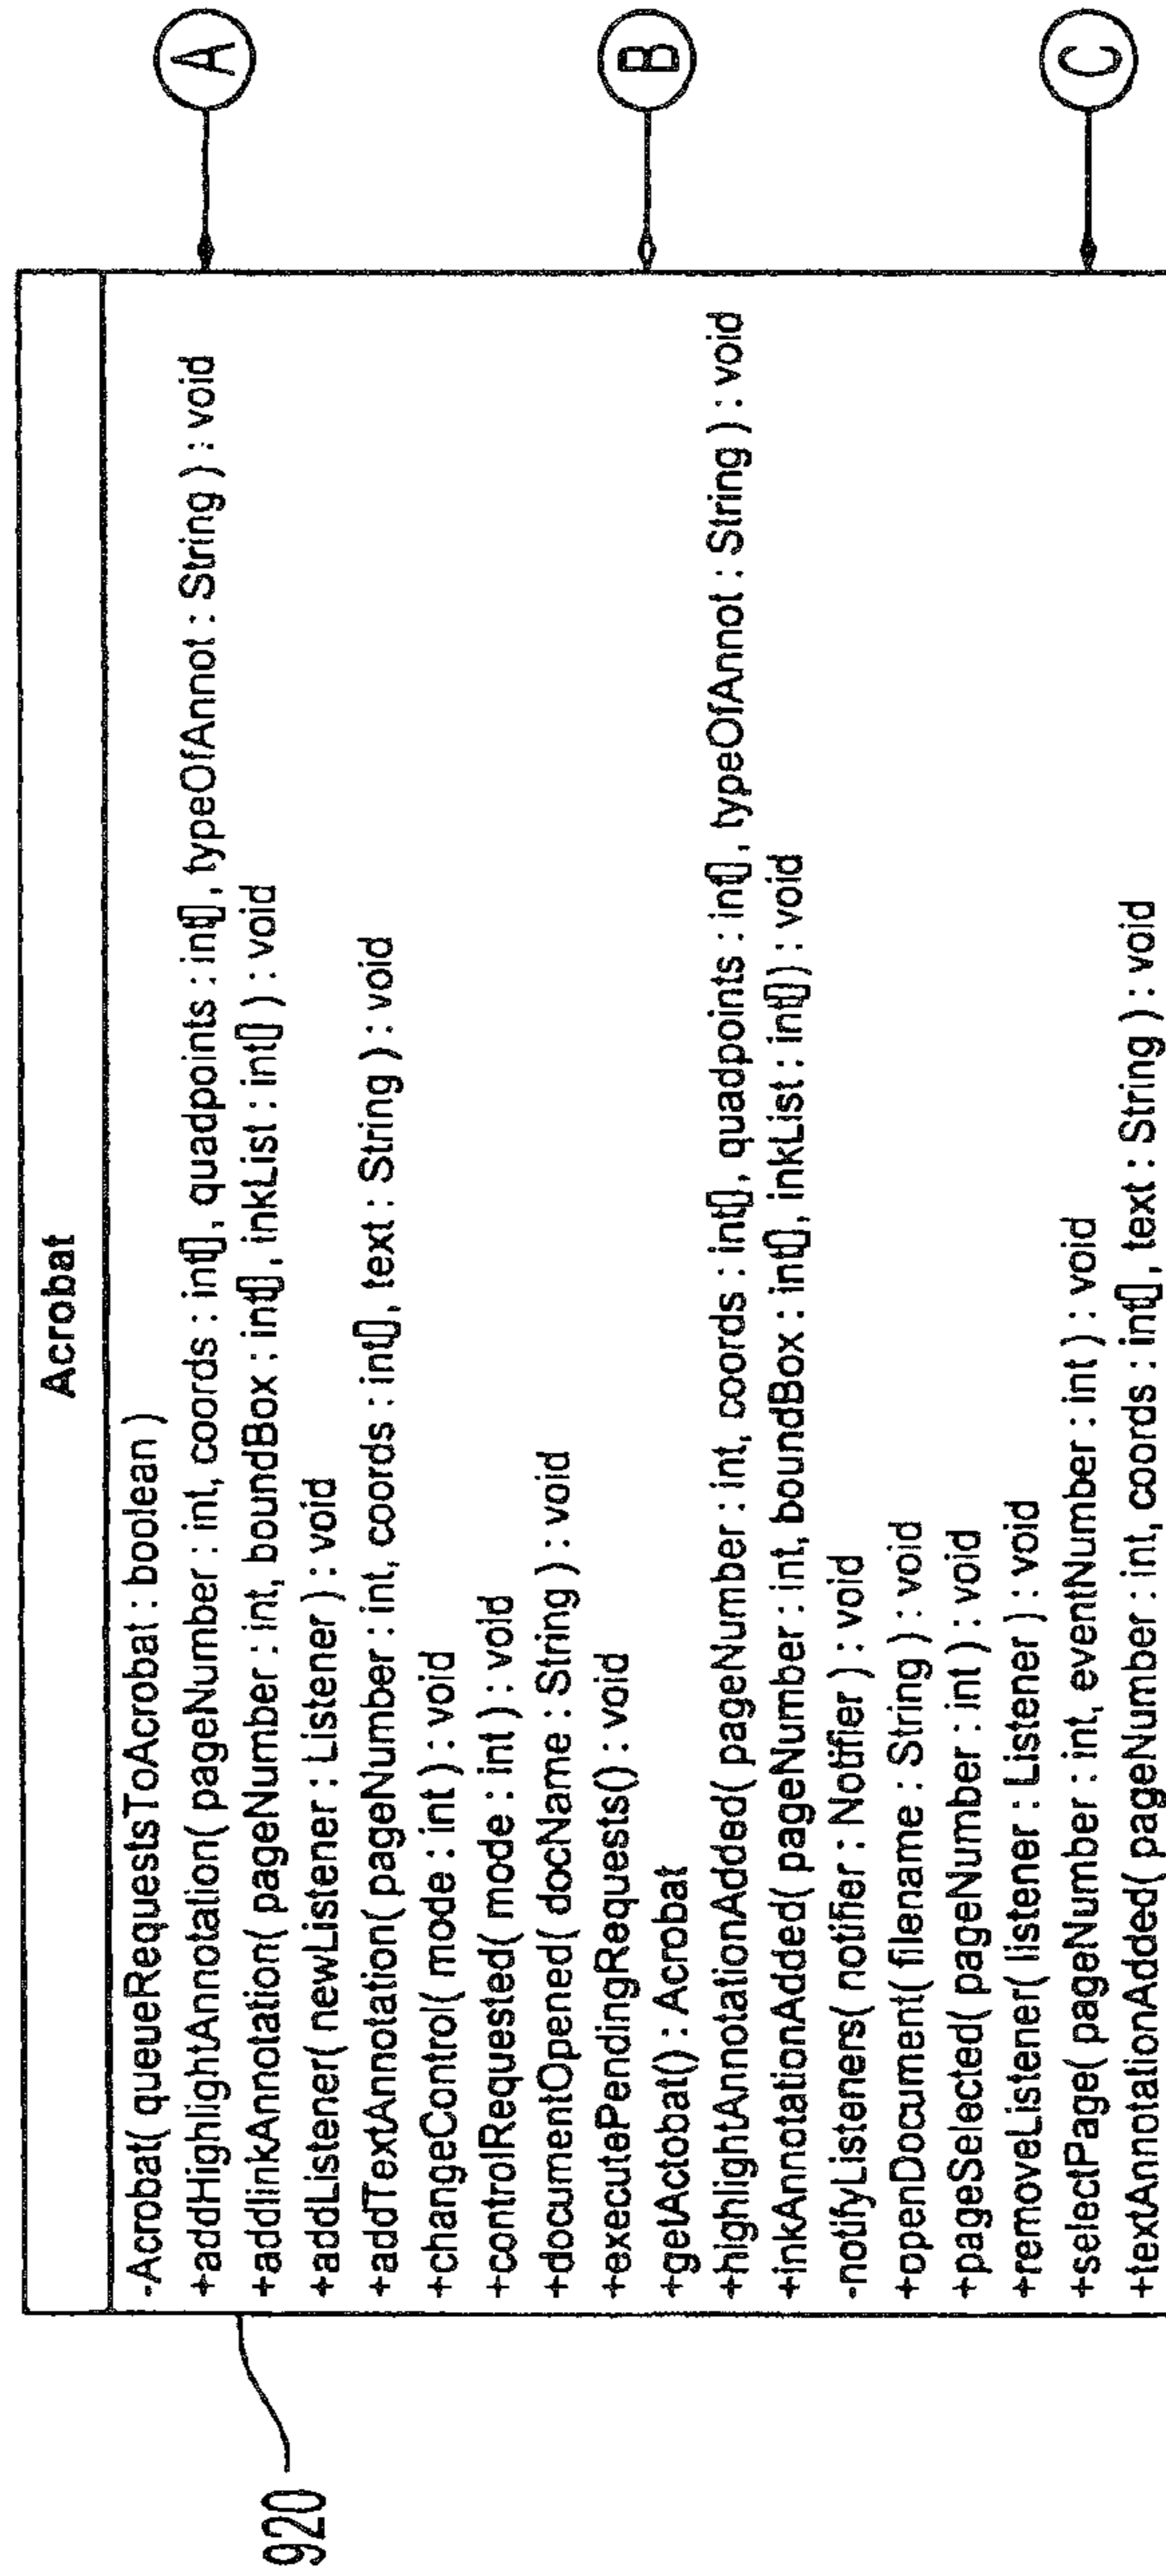 Acrobat
-Acrobat( queueRequestsToAcrobat : boolean )
+addHighlightAnnotation( pageNumber : int, coords : int[], quadpoints : int[], typeOfAnnot : String ) : void
+addInkAnnotation( pageNumber : int, boundBox : int[], inkList : int[] ) : void
+addListener( newListener : Listener ) : void
+addTextAnnotation( pageNumber : int, coords : int[], text : String ) : void
+changeControl( mode : int ) : void
+controlRequested( mode : int ) : void
+documentOpened( docName : String ) : void
+executePendingRequests() : void
+getActobat() : Acrobat
+highlightAnnotationAdded( pageNumber : int, coords : int[], quadpoints : int[], typeOfAnnot : String ) : void
+inkAnnotationAdded( pageNumber : int, boundBox : int[], inkList : int[]) : void
-notifyListeners( notifier : Notifier ) : void
+openDocument( filename : String ) : void
+pageSelected( pageNumber : int ) : void
+removeListener( listener : Listener ) : void
+selectPage( pageNumber : int, eventNumber : int ) : void
+textAnnotationAdded( pageNumber : int, coords : int[], text : String ) : void
920
A
B
C